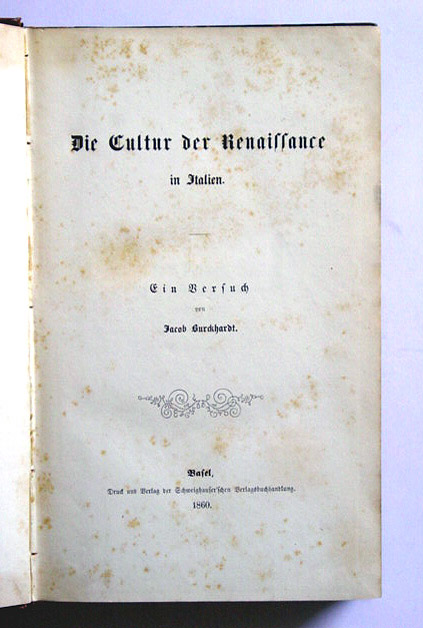 Die Cultur der Renaiſſance
in Italien.
Ein Verſuch
von
Jacob Burckhardt.
Baſel,
Druck und Verlag der Schweighauſer'ſchen Verlagsbuchhandlung.
1860.